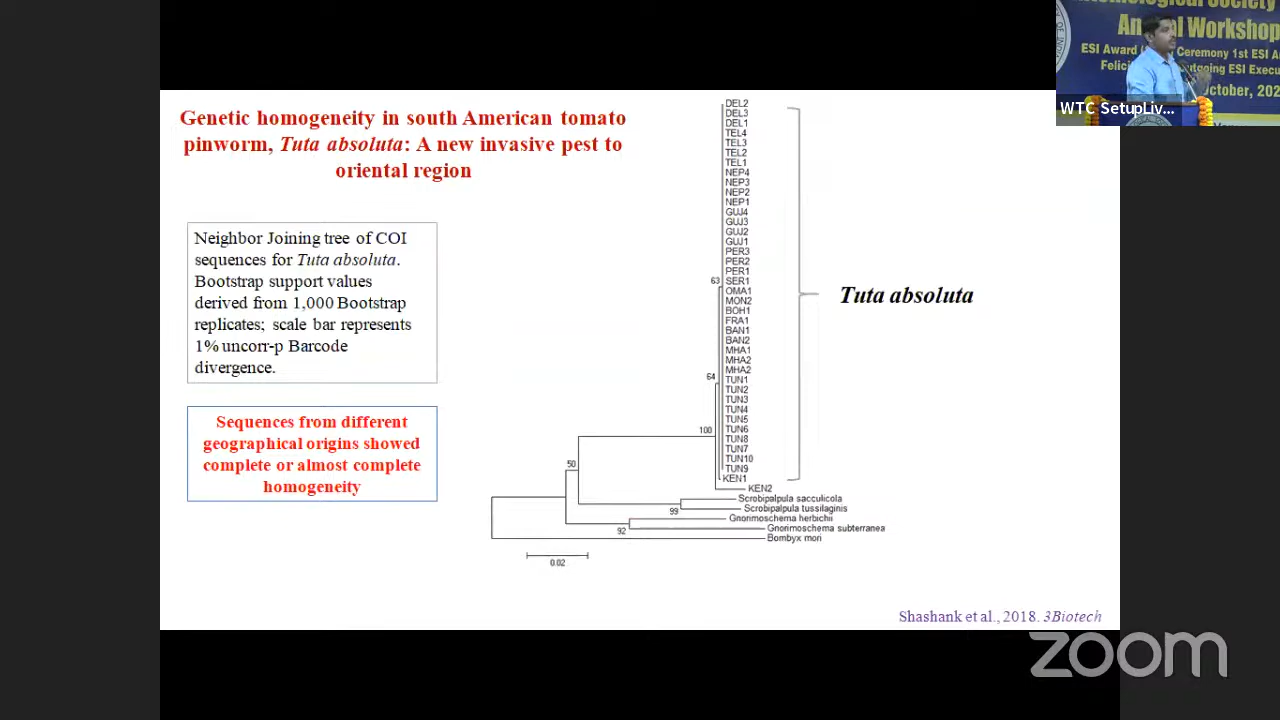 Entomological Society
Annual Workshop
ESI Award
Ceremony 1st ESI
ctober, 202
WTC SetupLiv...
Genetic homogeneity in south American tomato
pinworm, Tuta absoluta: A new invasive pest to
oriental region
Neighbor Joining tree of COI
sequences for Tuta absoluta.
Bootstrap support values
derived from 1,000 Bootstrap
replicates; scale bar represents
1% uncorr-p Barcode
divergence.
Sequences from different
geographical origins showed
complete or almost complete
homogeneity
DEL2
DEL3
DEL1
TEL4
TEL3
TEL2
TEL1
NEP4
NEP3
NEP2
NEP1
GUJ4
GUJ3
GUJ2
GUJ1
PER3
PER2
PER1
63
SER1
OMA1
MON2
BOH1
FRA1
BAN1
BAN2
MHA1
MHA2
MHA2
64
TUN1
TUN2
TUN3
TUN4
TUN5
100
TUN6
TUN8
TUN7
TUN10
TUN9
KEN1
KEN2
50
Scrobipalpula sacculicola
99
Scrobipalpula tussilaginis
Gnorimoschema herbichii
92
Gnorimoschema subterranea
Bombyx mori
0.02
Tuta absoluta
Shashank et al., 2018. 3Biotech
zoom